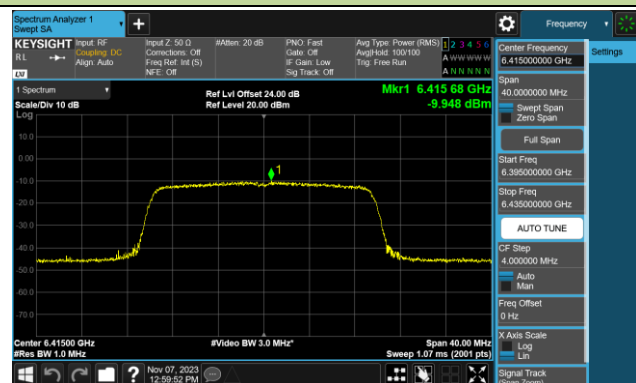 Spectrum Analyzer 1
Swept SA
+
Frequency
KEYSIGHT
Input: RF
Input Z: 50 Ω
#Atten: 20 dB
PNO: Fast
Avg Type: Power (RMS)
1 2 3 4 5 6
RL
Coupling: DC
Corrections: Off
Gate: Off
Avg|Hold: 100/100
A W W W W W
Align: Auto
Freq Ref: Int (S)
IF Gain: Low
Trig: Free Run
LXI
NFE: Off
Sig Track: Off
A N N N N N
1 Spectrum
Scale/Div 10 dB
Log
Ref Lvl Offset 24.00 dB
Ref Level 20.00 dBm
Mkr1 6.415 68 GHz
-9.948 dBm
10.0
0.00
1
-10.0
-20.0
-30.0
-40.0
-50.0
-60.0
-70.0
Center 6.41500 GHz
#Video BW 3.0 MHz*
Span 40.00 MHz
#Res BW 1.0 MHz
Sweep 1.07 ms (2001 pts)
Center Frequency
6.415000000 GHz
Settings
Span
40.0000000 MHz
Swept Span
Zero Span
Full Span
Start Freq
6.395000000 GHz
Stop Freq
6.435000000 GHz
AUTO TUNE
CF Step
4.000000 MHz
Auto
Man
Freq Offset
0 Hz
X Axis Scale
Log
Lin
Signal Track
(Span Zoom)
?
Nov 07, 2023
12:59:52 PM